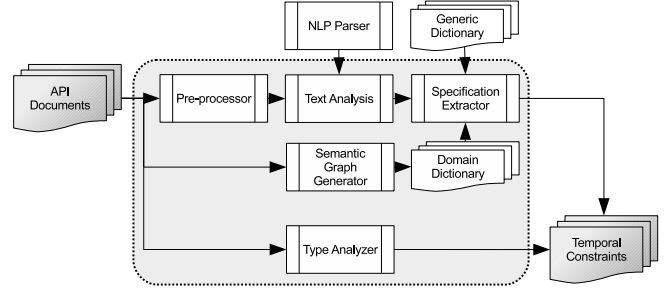 NLP Parser
Generic
Dictionary
API
Documents
Pre-processor
Text Analysis
Specification
Extractor
Semantic
Graph
Generator
Domain
Dictionary
Type Analyzer
Temporal
Constraints